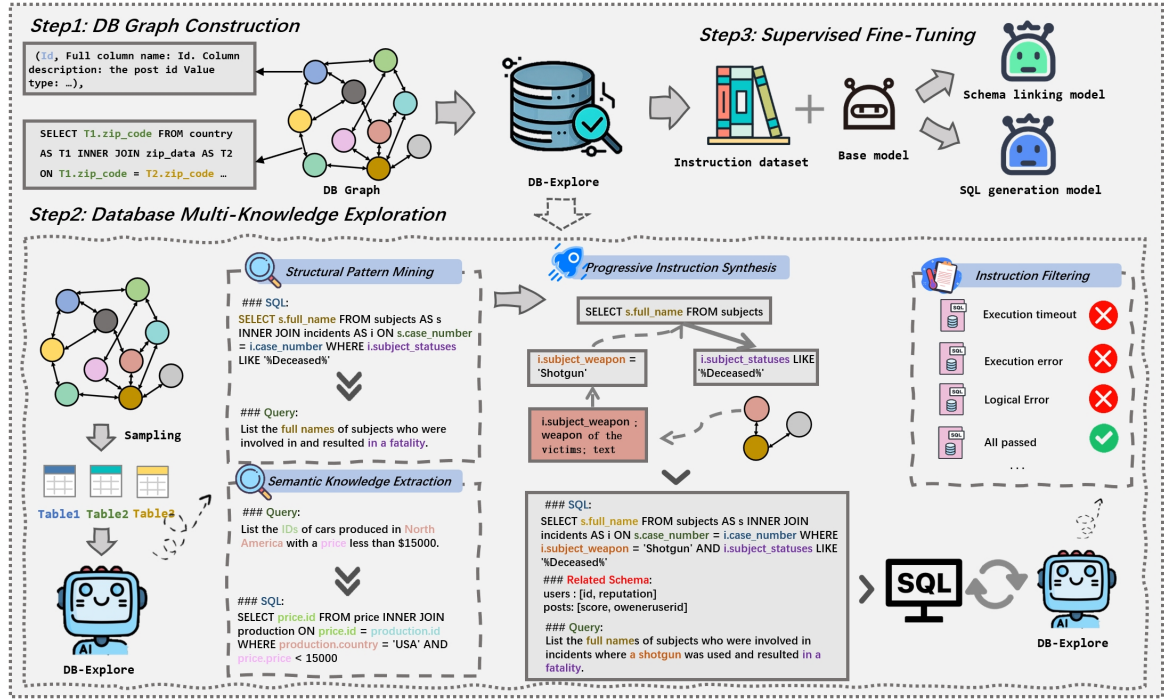 Step1: DB Graph Construction
(Id, Full column name: Id. Column
description: the post id Value
type: …),
SELECT T1.zip_code FROM country
AS T1 INNER JOIN zip_data AS T2
ON T1.zip_code = T2.zip_code …
DB Graph
DB-Explore
Step3: Supervised Fine-Tuning
Instruction dataset
Base model
Schema linking model
SQL generation model
Step2: Database Multi-Knowledge Exploration
Sampling
Table1 Table2 Table3
AI
DB-Explore
Structural Pattern Mining
### SQL:
SELECT s.full_name FROM subjects AS s
INNER JOIN incidents AS i ON s.case_number
= i.case_number WHERE i.subject_statuses
LIKE '%Deceased%'
### Query:
List the full names of subjects who were
involved in and resulted in a fatality.
Semantic Knowledge Extraction
### Query:
List the IDs of cars produced in North
America with a price less than $15000.
### SQL:
SELECT price.id FROM price INNER JOIN
production ON price.id = production.id
WHERE production.country = 'USA' AND
price.price < 15000
Progressive Instruction Synthesis
SELECT s.full_name FROM subjects
i.subject_weapon =
'Shotgun'
i.subject_statuses LIKE
'%Deceased%'
i.subject_weapon ;
weapon of the
victims; text
### SQL:
SELECT s.full_name FROM subjects AS s INNER JOIN
incidents AS i ON s.case_number = i.case_number WHERE
i.subject_weapon = 'Shotgun' AND i.subject_statuses LIKE
'%Deceased%'
### Related Schema:
users : [id, reputation]
posts: [score, oweneruserid]
### Query:
List the full names of subjects who were involved in
incidents where a shotgun was used and resulted in a
fatality.
Instruction Filtering
SQL
Execution timeout
SQL
Execution error
SQL
Logical Error
SQL
All passed
...
SQL
AI
DB-Explore